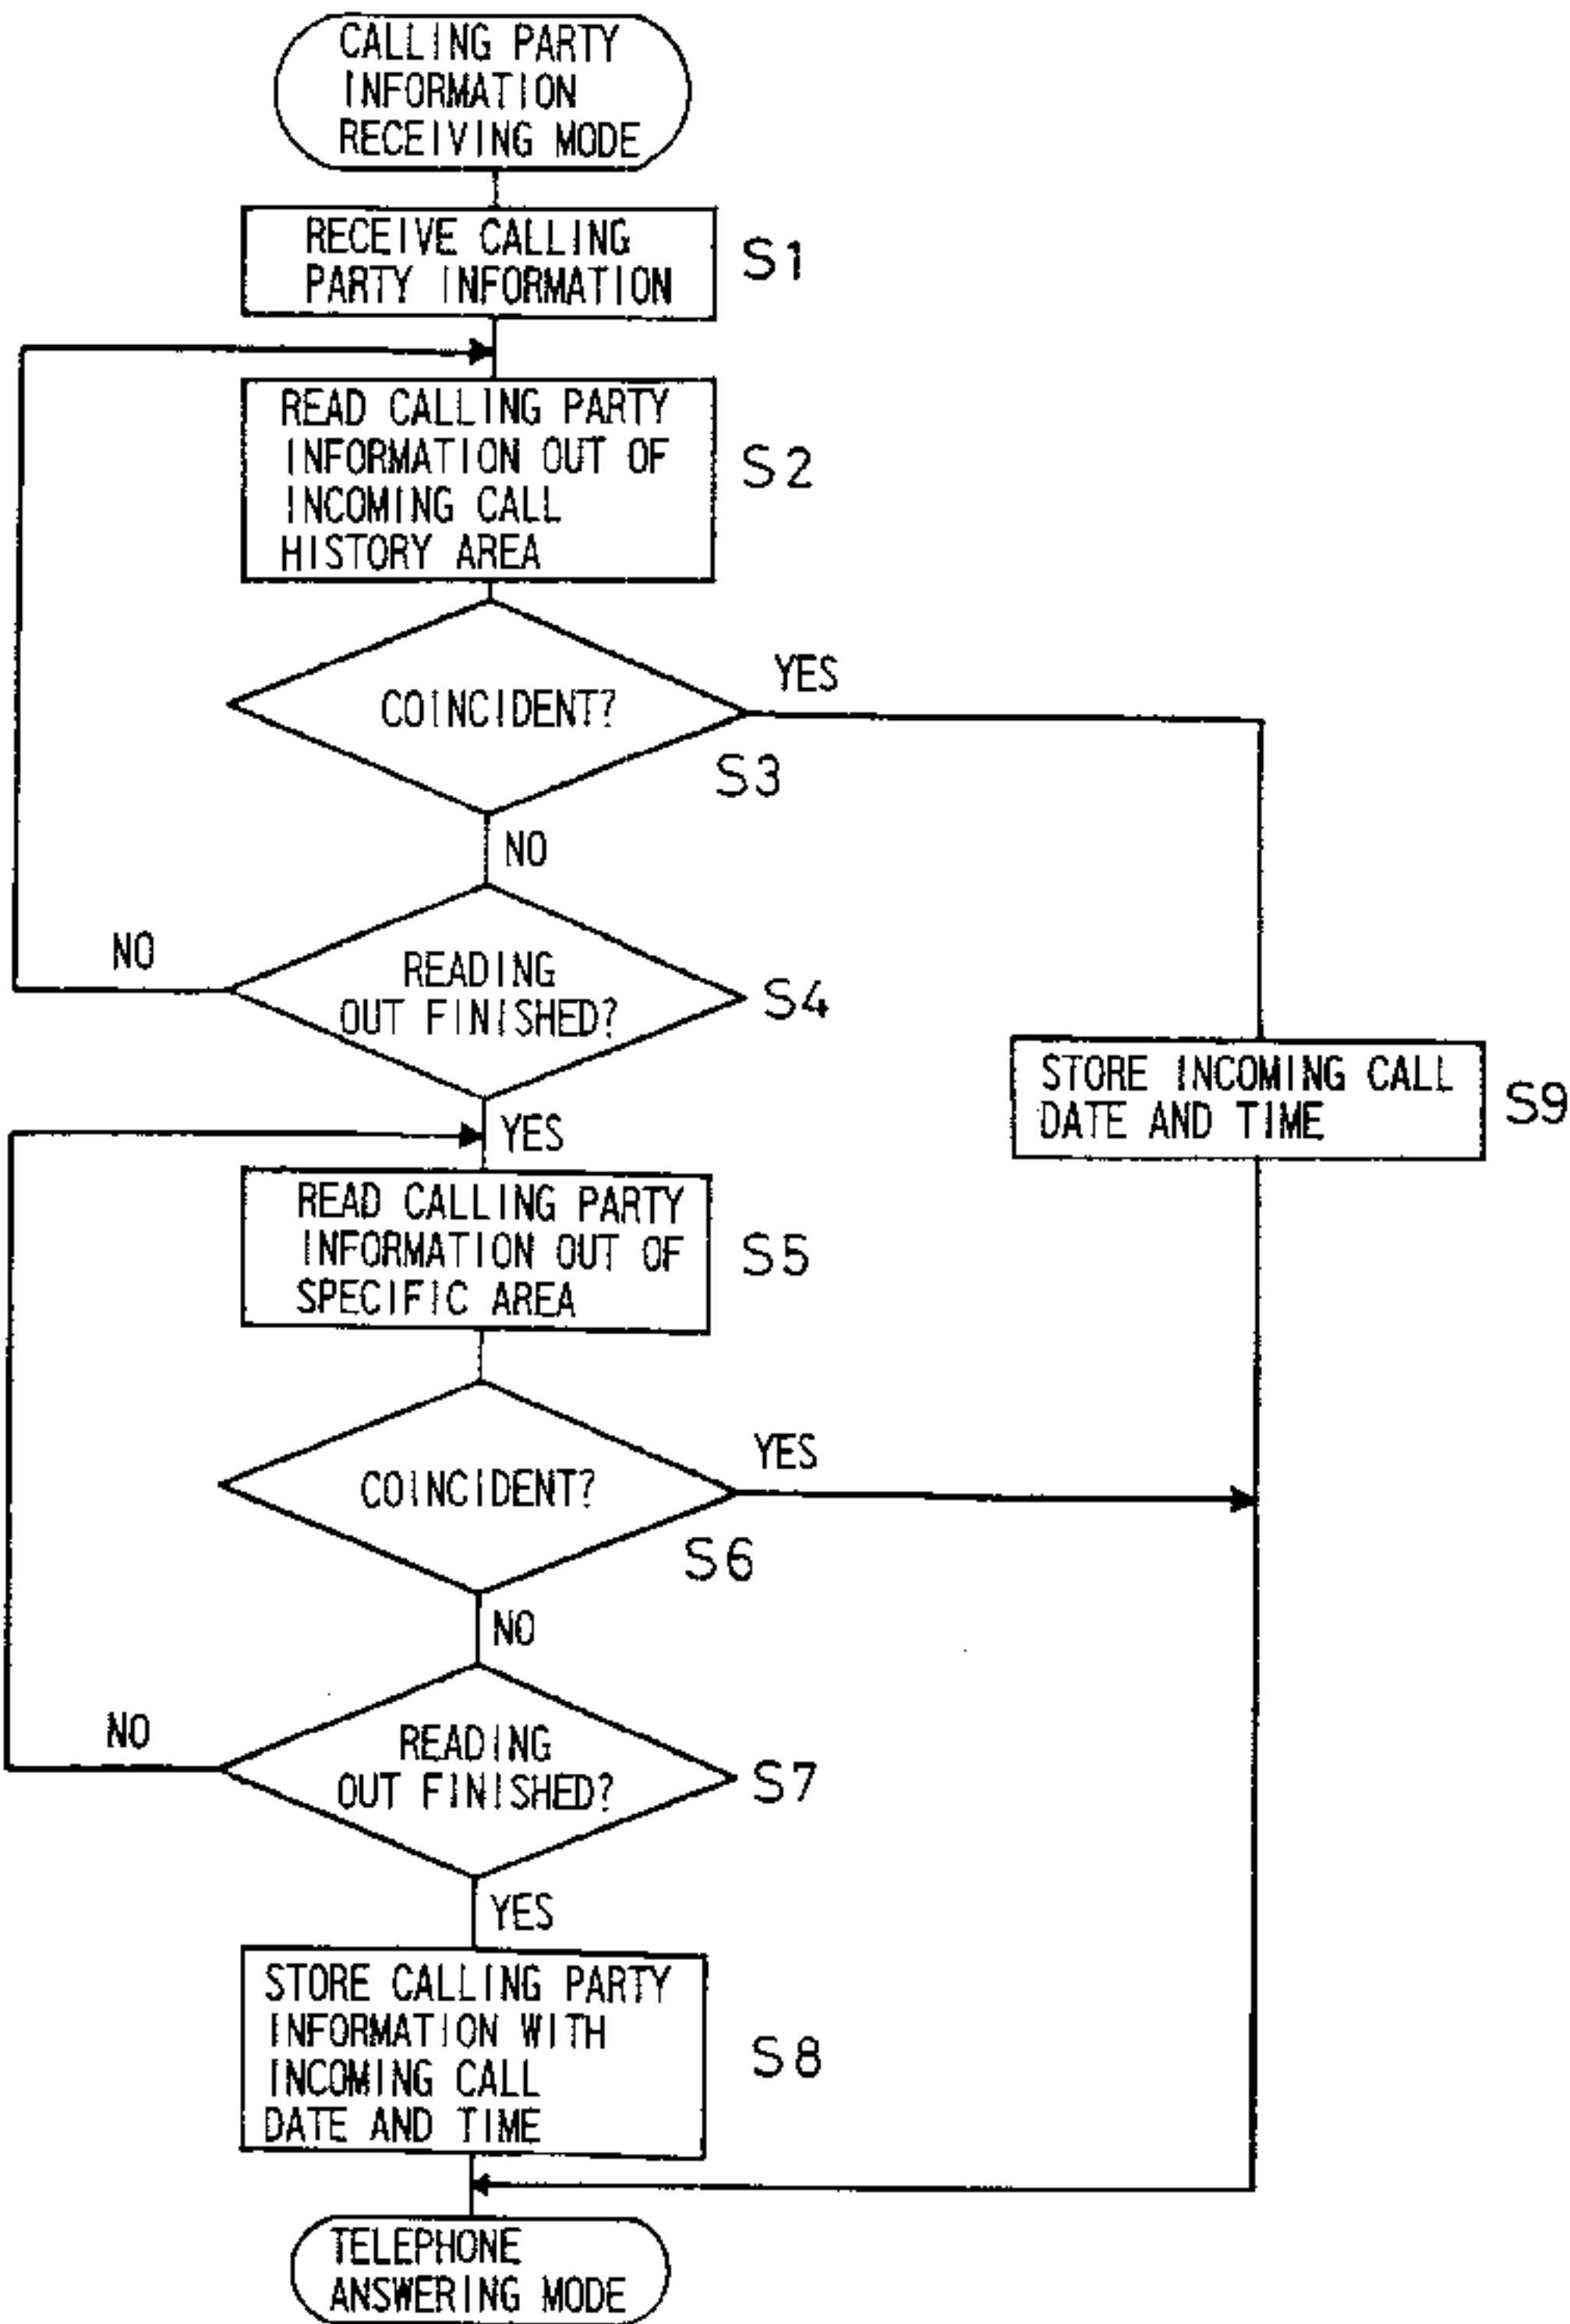 CALLING PARTY
INFORMATION
RECEIVING MODE
RECEIVE CALLING
PARTY INFORMATION
S1
READ CALLING PARTY
INFORMATION OUT OF
INCOMING CALL
HISTORY AREA
S2
COINCIDENT?
YES
S3
NO
READING
OUT FINISHED?
NO
S4
YES
STORE INCOMING CALL
DATE AND TIME
S9
READ CALLING PARTY
INFORMATION OUT OF
SPECIFIC AREA
S5
COINCIDENT?
YES
S6
NO
READING
OUT FINISHED?
NO
S7
YES
STORE CALLING PARTY
INFORMATION WITH
INCOMING CALL
DATE AND TIME
S8
TELEPHONE
ANSWERING MODE